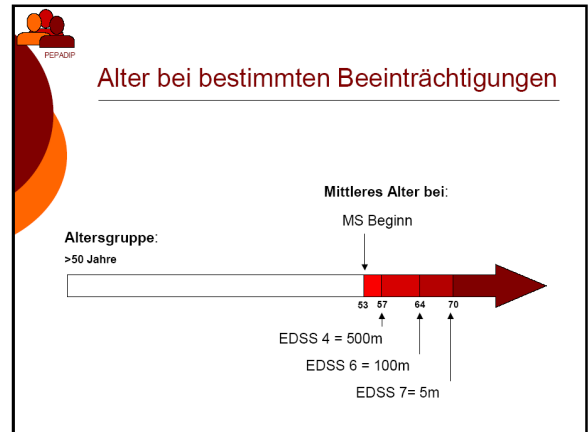 PEPADIP
Alter bei bestimmten Beeinträchtigungen
Mittleres Alter bei:
MS Beginn
Altersgruppe:
>50 Jahre
53 57 64 70
EDSS 4 = 500m
EDSS 6 = 100m
EDSS 7= 5m